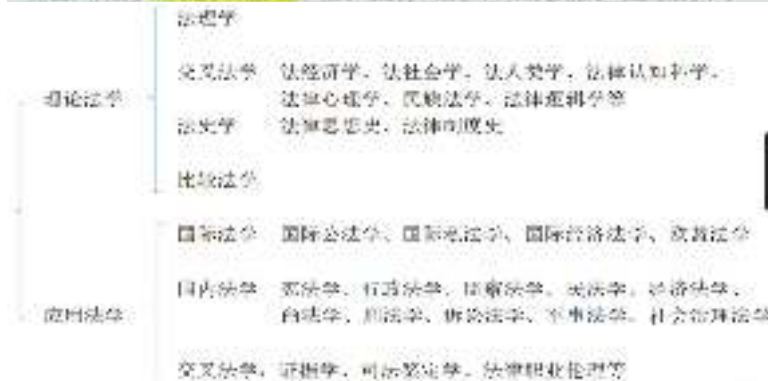 法理学
交叉法学 法经济学、法社会学、法人类学、法律认知科学、
理论法学
法律心理学、民族法学、法律逻辑学等
法史学 法律思想史、法律制度史
比较法学
国际法学 国际公法学、国际私法学、国际经济法学、
国内法学 宪法学、行政法学、民法学、经济法学、
应用法学
商法学、刑法学、诉讼法学、军事法学、社会治理法学
交叉法学: 证据学、司法鉴定学、法律职业伦理等